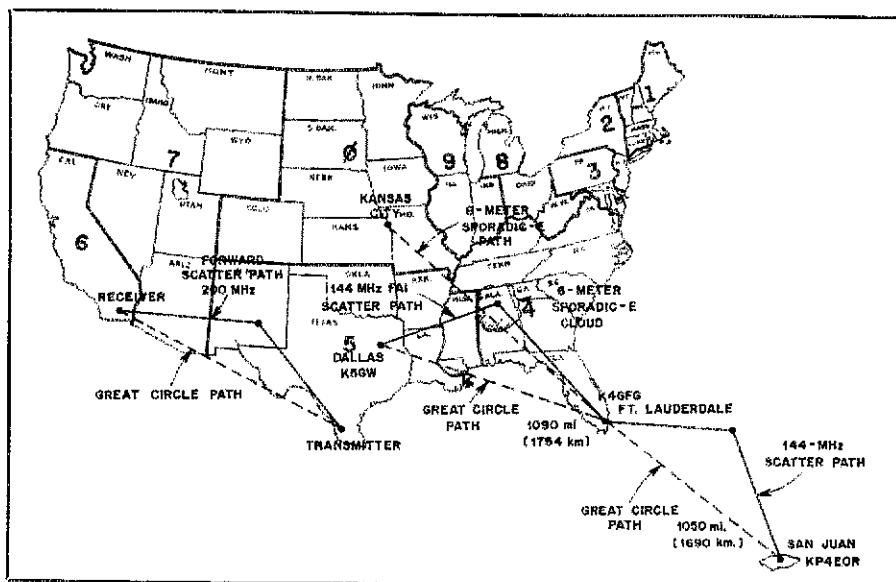 WASH
MONT
N. DAK.
MINN
ORE
IDAHO
S. DAK.
WIS
MICH
1
2
7
WYO
Ø
9
8
3
CAL
NEV
NEBR
IOWA
ILL
IND
OHIO
PA
UTAH
COLO
KANSAS
CITY
MO.
6-METER
SPORADIC-E
PATH
W.VA.
6
KANS
ARIZ
FORWARD
SCATTER PATH
200 MHz
OKLA
ARK.
TENN
RECEIVER
144 MHz FAI
SCATTER PATH
MISS
ALA
GA
4
6-METER
SPORADIC-E
CLOUD
TEXAS
5
DALLAS
K5GW
LA.
GREAT CIRCLE
PATH
GREAT CIRCLE
PATH
K4GFG
FT. LAUDERDALE
1090 mi
(1754 km)
TRANSMITTER
144-MHz
SCATTER PATH
GREAT CIRCLE
PATH
1050 mi.
(1690 km.)
SAN JUAN
KP4EOR